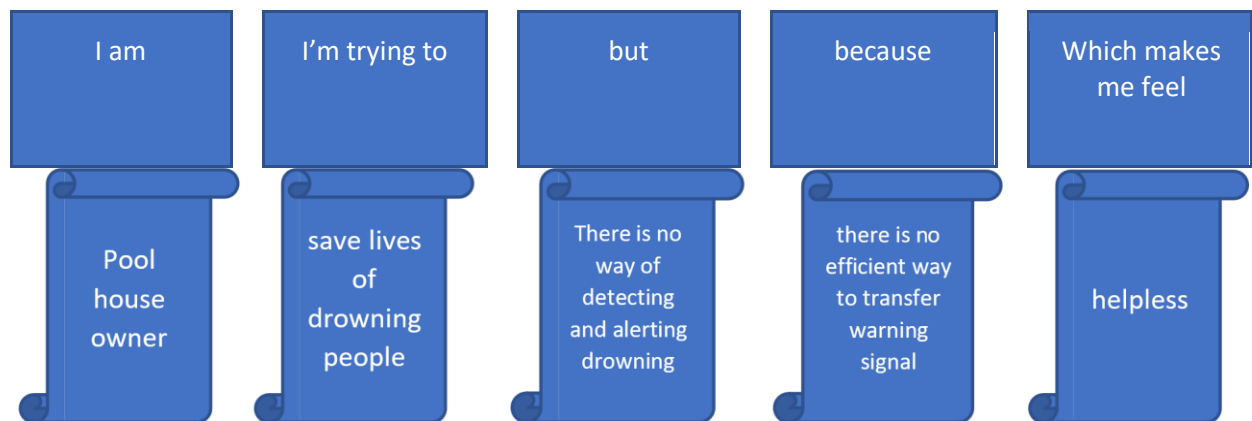 I am
I’m trying to
but
because
Which makes
me feel
Pool
house
owner
save lives
of
drowning
people
There is no
way of
detecting
and alerting
drowning
there is no
efficient way
to transfer
warning
signal
helpless